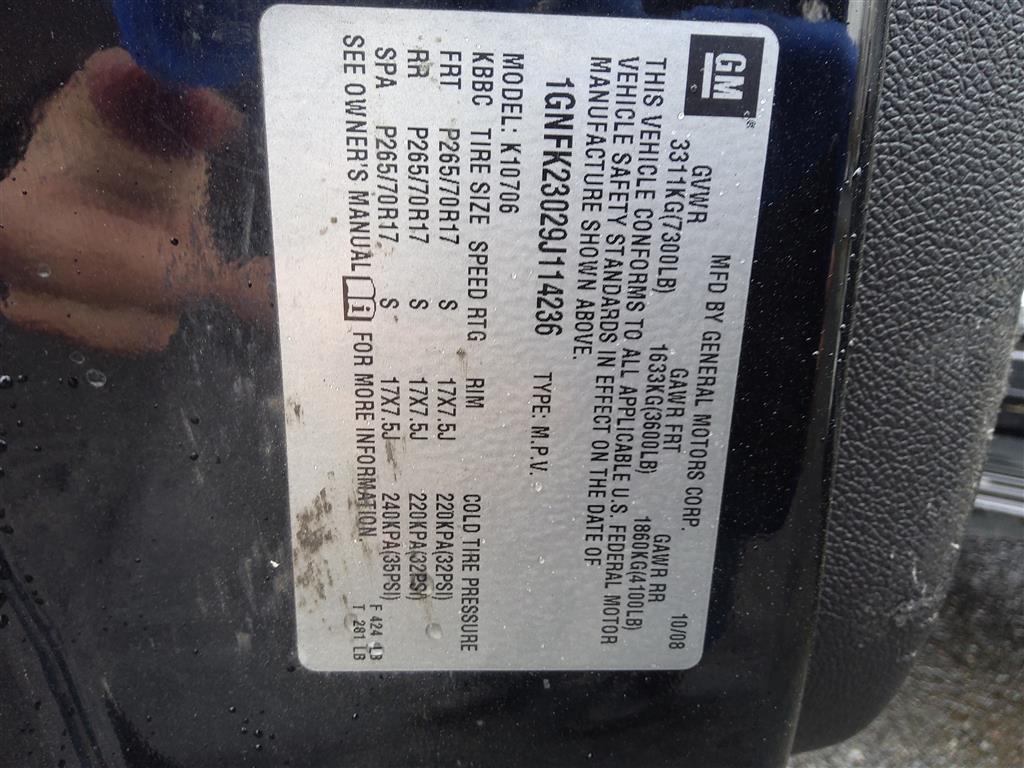 GM
MFD BY GENERAL MOTORS CORP. 10/08
GVWR GAWR FRT GAWR RR
3311KG(7300LB) 1633KG(3600LB) 1860KG(4100LB)
THIS VEHICLE CONFORMS TO ALL APPLICABLE U.S. FEDERAL MOTOR
VEHICLE SAFETY STANDARDS IN EFFECT ON THE DATE OF
MANUFACTURE SHOWN ABOVE.
1GNFK23029J114236 TYPE: M.P.V.
MODEL: K10706
KBBC TIRE SIZE SPEED RTG RIM COLD TIRE PRESSURE
FRT P265/70R17 S 17X7.5J 220KPA(32PSI)
RR P265/70R17 S 17X7.5J 220KPA(32PSI)
SPA P265/70R17 S 17X7.5J 240KPA(35PSI)
SEE OWNER'S MANUAL i FOR MORE INFORMATION.
T 281 LB